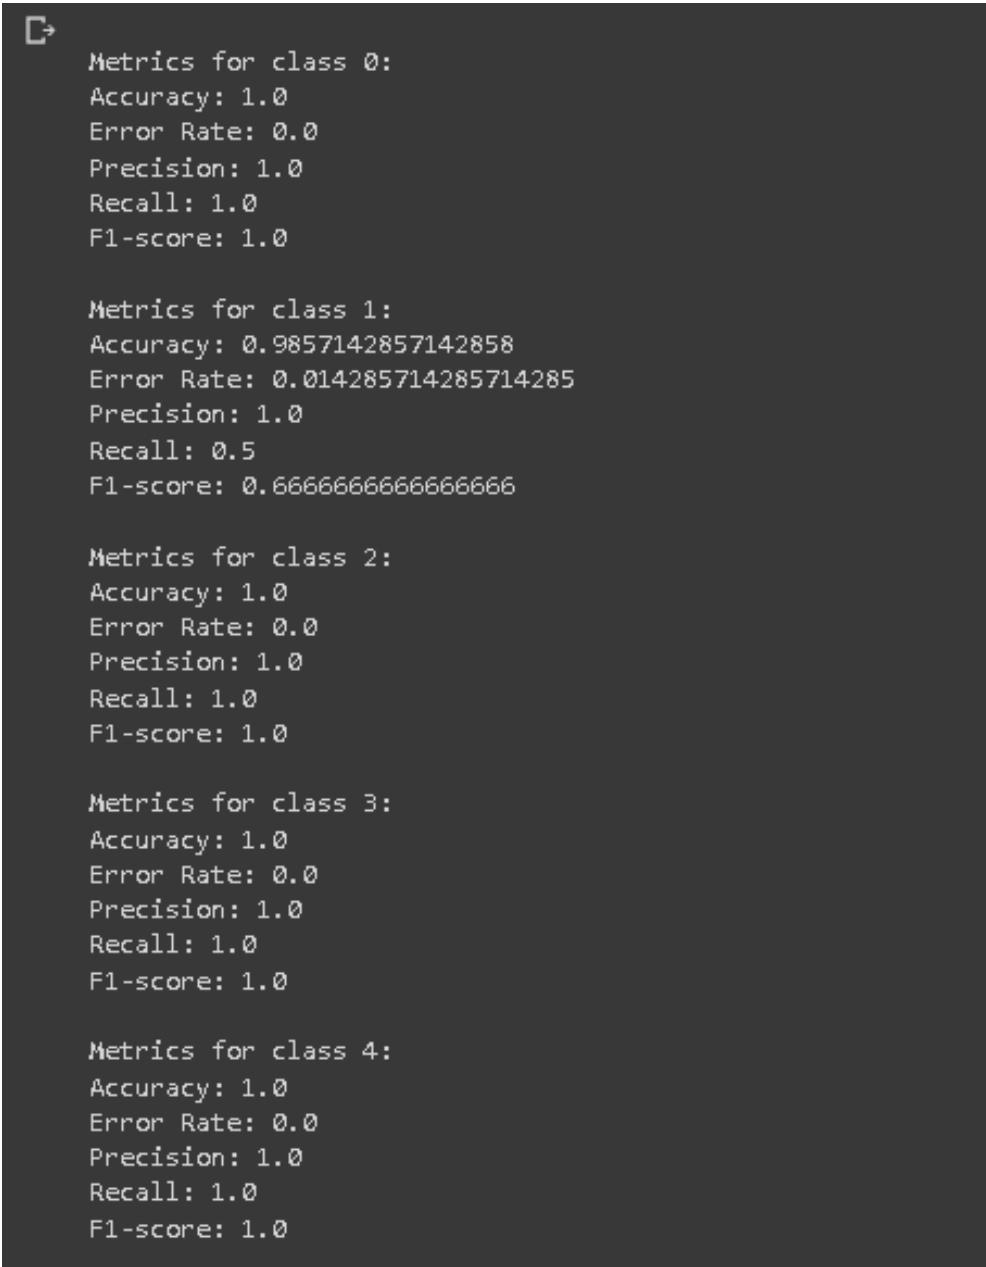 Metrics for class 0:
Accuracy: 1.0
Error Rate: 0.0
Precision: 1.0
Recall: 1.0
F1-score: 1.0
Metrics for class 1:
Accuracy: 0.9857142857142858
Error Rate: 0.014285714285714285
Precision: 1.0
Recall: 0.5
F1-score: 0.6666666666666666
Metrics for class 2:
Accuracy: 1.0
Error Rate: 0.0
Precision: 1.0
Recall: 1.0
F1-score: 1.0
Metrics for class 3:
Accuracy: 1.0
Error Rate: 0.0
Precision: 1.0
Recall: 1.0
F1-score: 1.0
Metrics for class 4:
Accuracy: 1.0
Error Rate: 0.0
Precision: 1.0
Recall: 1.0
F1-score: 1.0